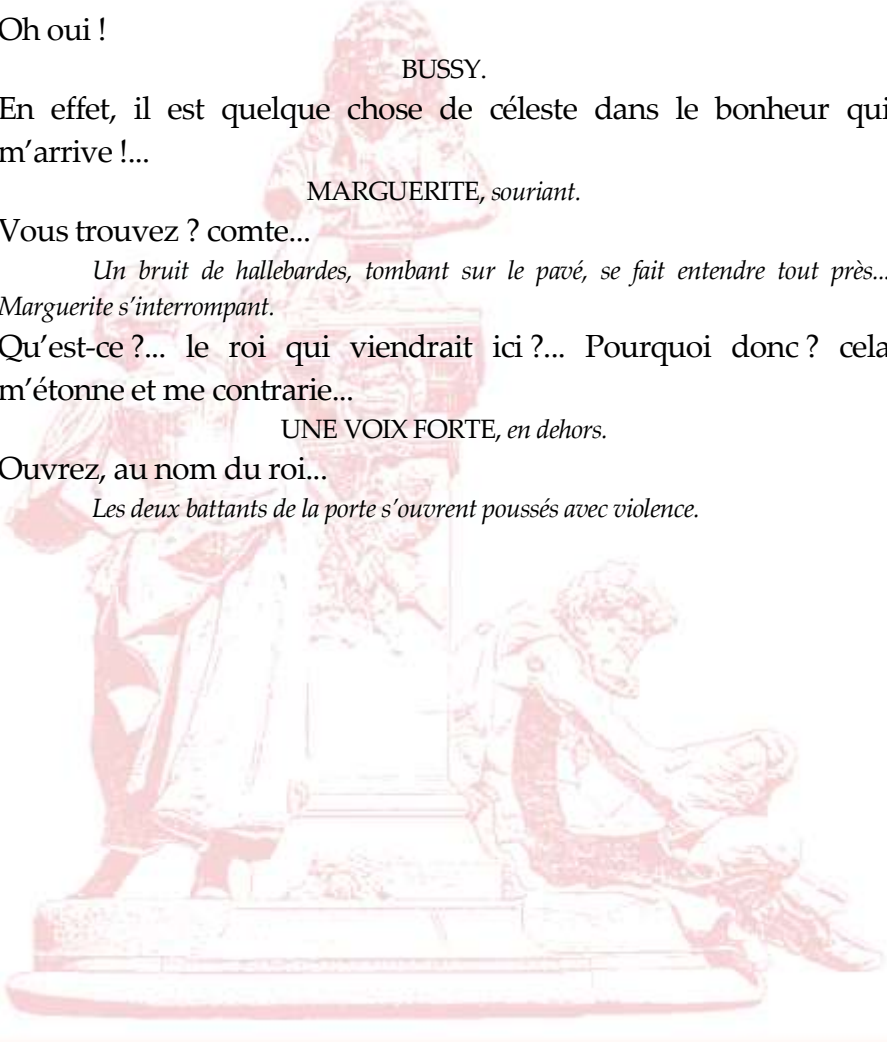 Oh oui !
BUSSY.
En effet, il est quelque chose de céleste dans le bonheur qui
m’arrive !...
MARGUERITE, souriant.
Vous trouvez ? comte...
Un bruit de hallebardes, tombant sur le pavé, se fait entendre tout près...
Marguerite s’interrompant.
Qu’est-ce ?... le roi qui viendrait ici ?... Pourquoi donc ? cela
m’étonne et me contrarie...
UNE VOIX FORTE, en dehors.
Ouvrez, au nom du roi...
Les deux battants de la porte s’ouvrent poussés avec violence.